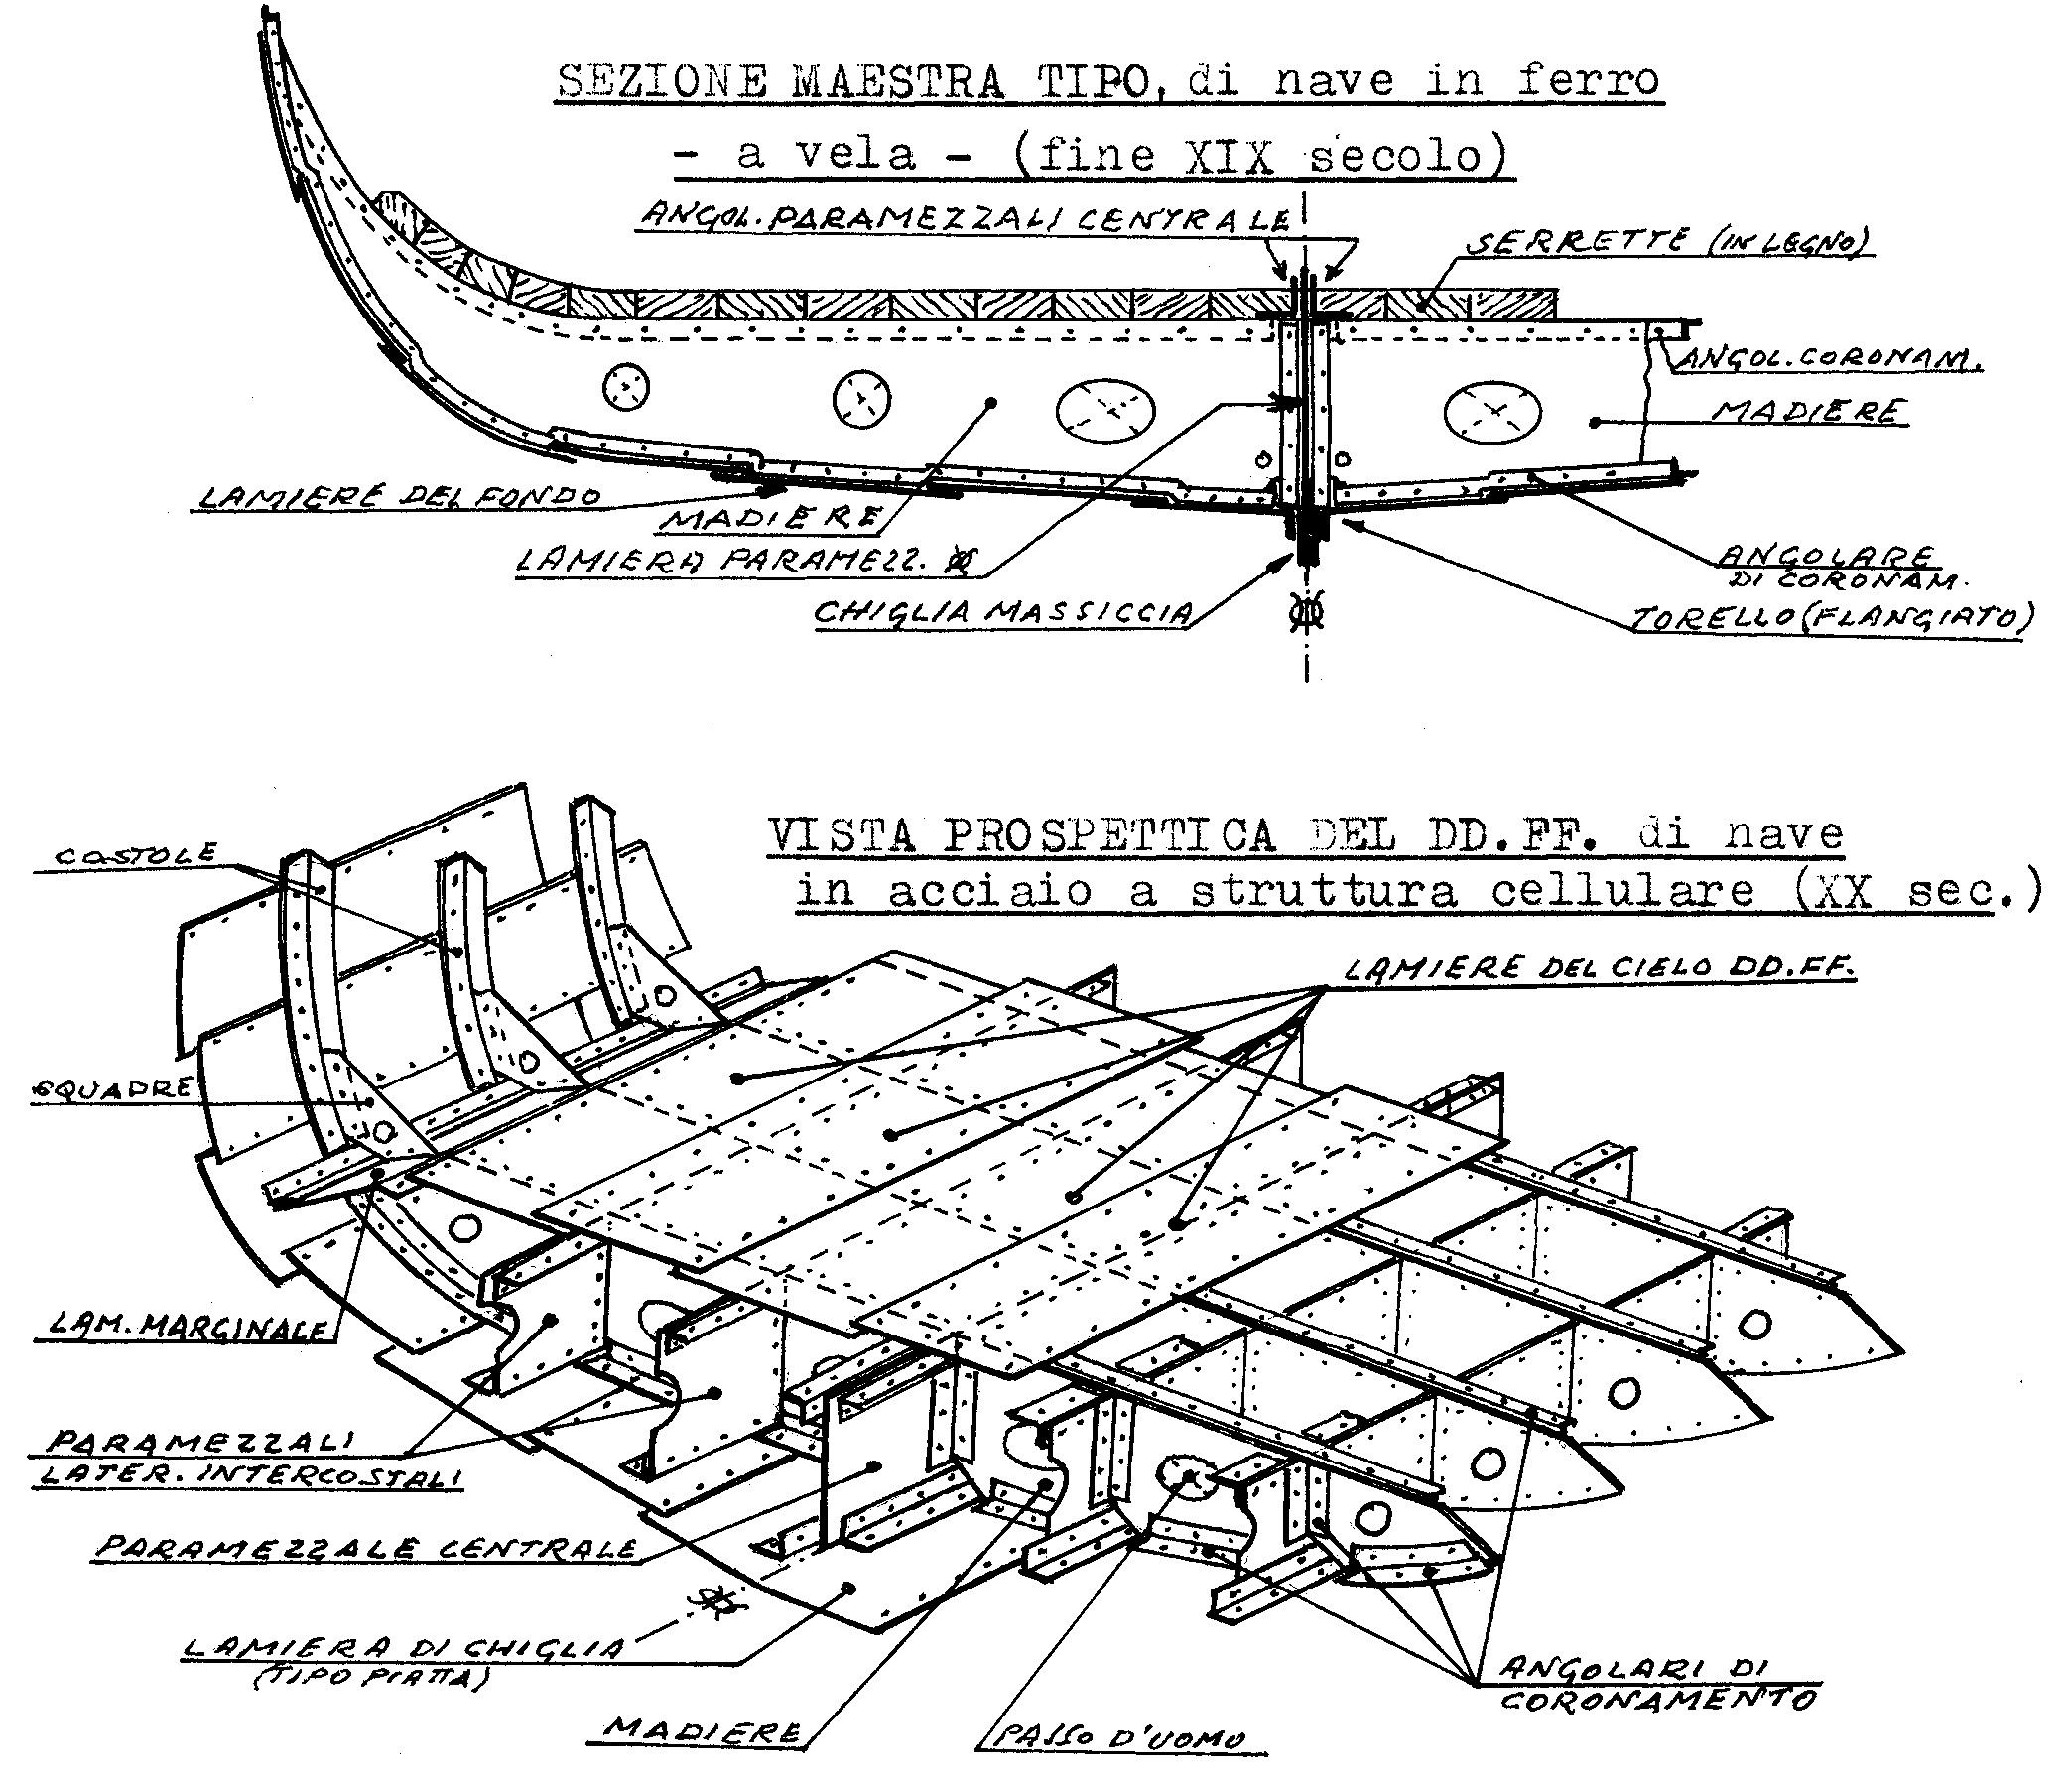 SEZIONE MAESTRA TIPO, di nave in ferro
- a vela - (fine XIX secolo)
ANGOL. PARAMEZZALI CENTRALE
SERRETTE (IN LEGNO)
ANGOL. CORONAM.
MADIERE
LAMIERE DEL FONDO
MADIERE
LAMIERA PARAMEZZ.
ANGOLARE
DI CORONAM.
CHIGLIA MASSICCIA
TORELLO (FLANGIATO)
VISTA PROSPETTICA DEL DD.FF. di nave
in acciaio a struttura cellulare (XX sec.)
COSTOLE
LAMIERE DEL CIELO DD.FF.
SQUADRE
LAM. MARGINALE
PARAMEZZALI
LATER. INTERCOSTALI
PARAMEZZALE CENTRALE
LAMIERA DI CHIGLIA
(TIPO PIATTA)
MADIERE
PASSO D'UOMO
ANGOLARI DI
CORONAMENTO